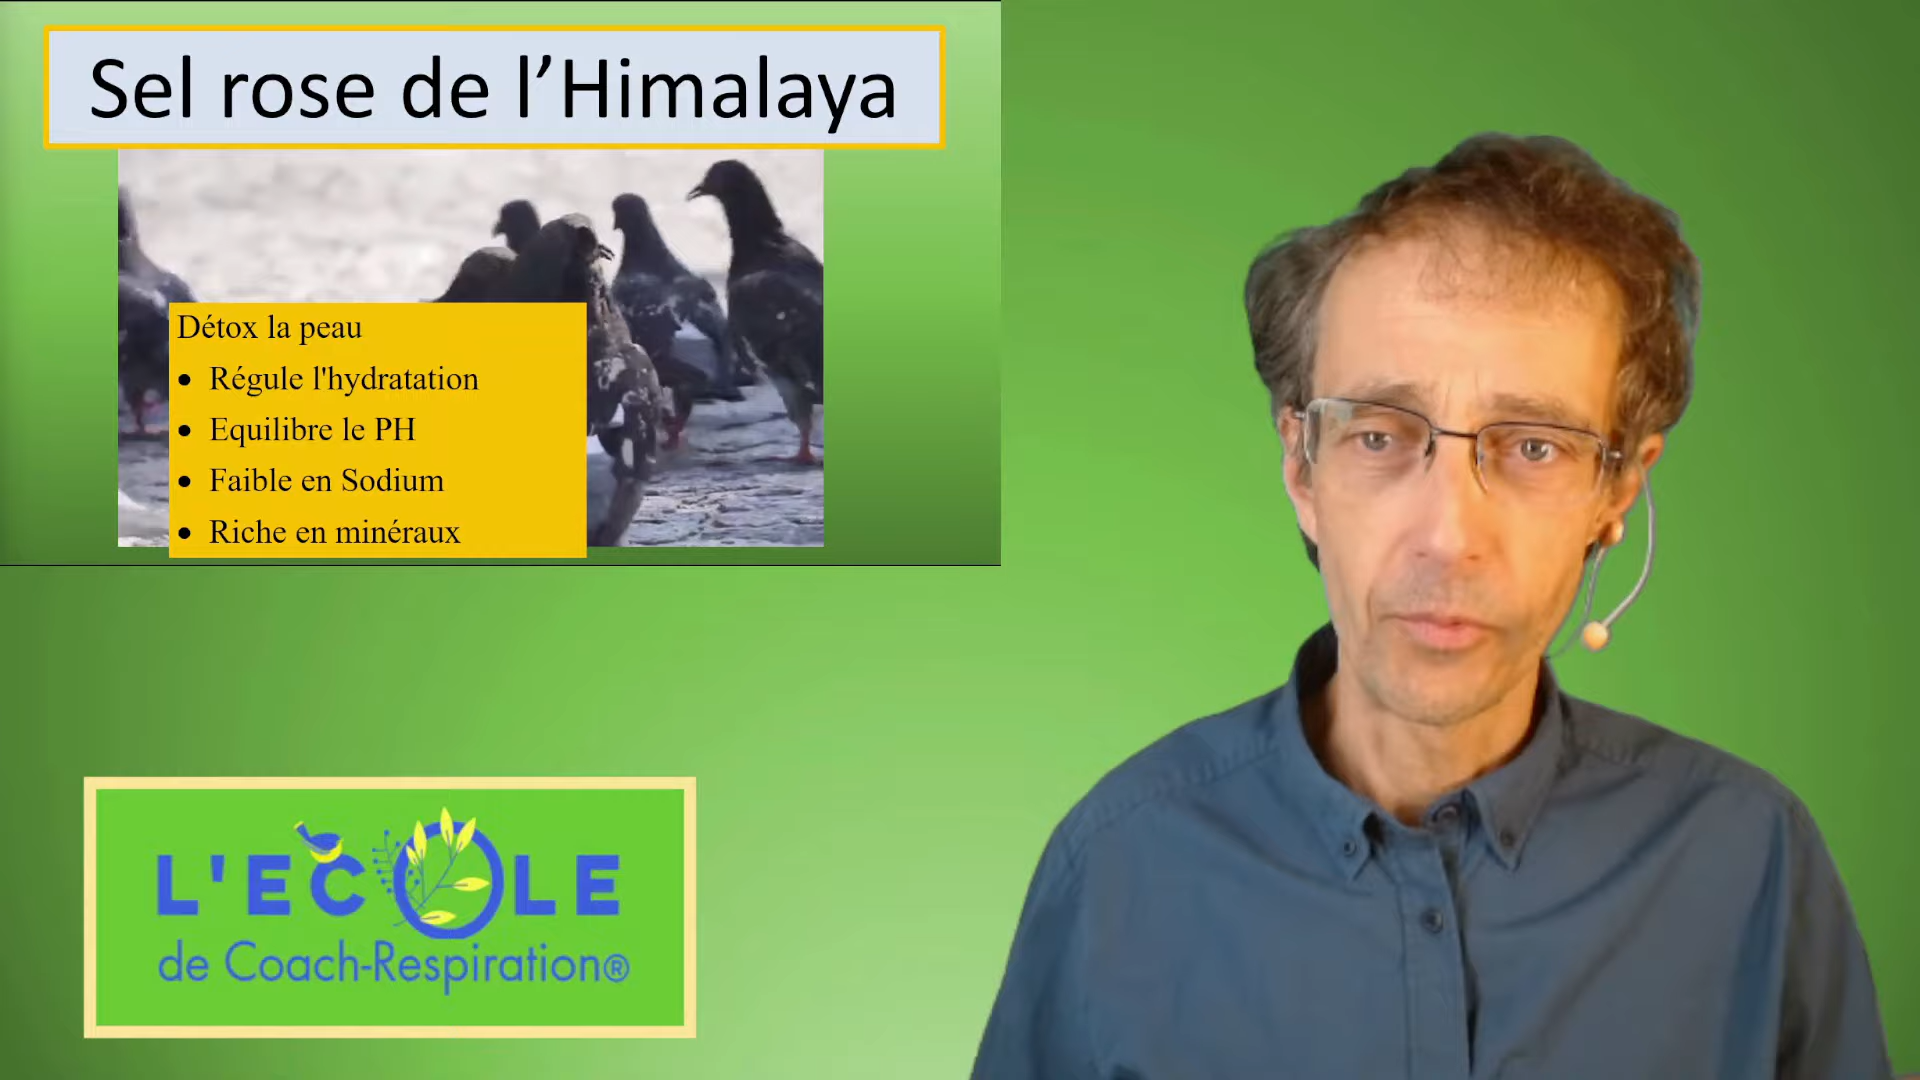 Sel rose de l’Himalaya
Détox la peau
• Régule l'hydratation
• Equilibre le PH
• Faible en Sodium
• Riche en minéraux
L'ECOLE
de Coach-Respiration®